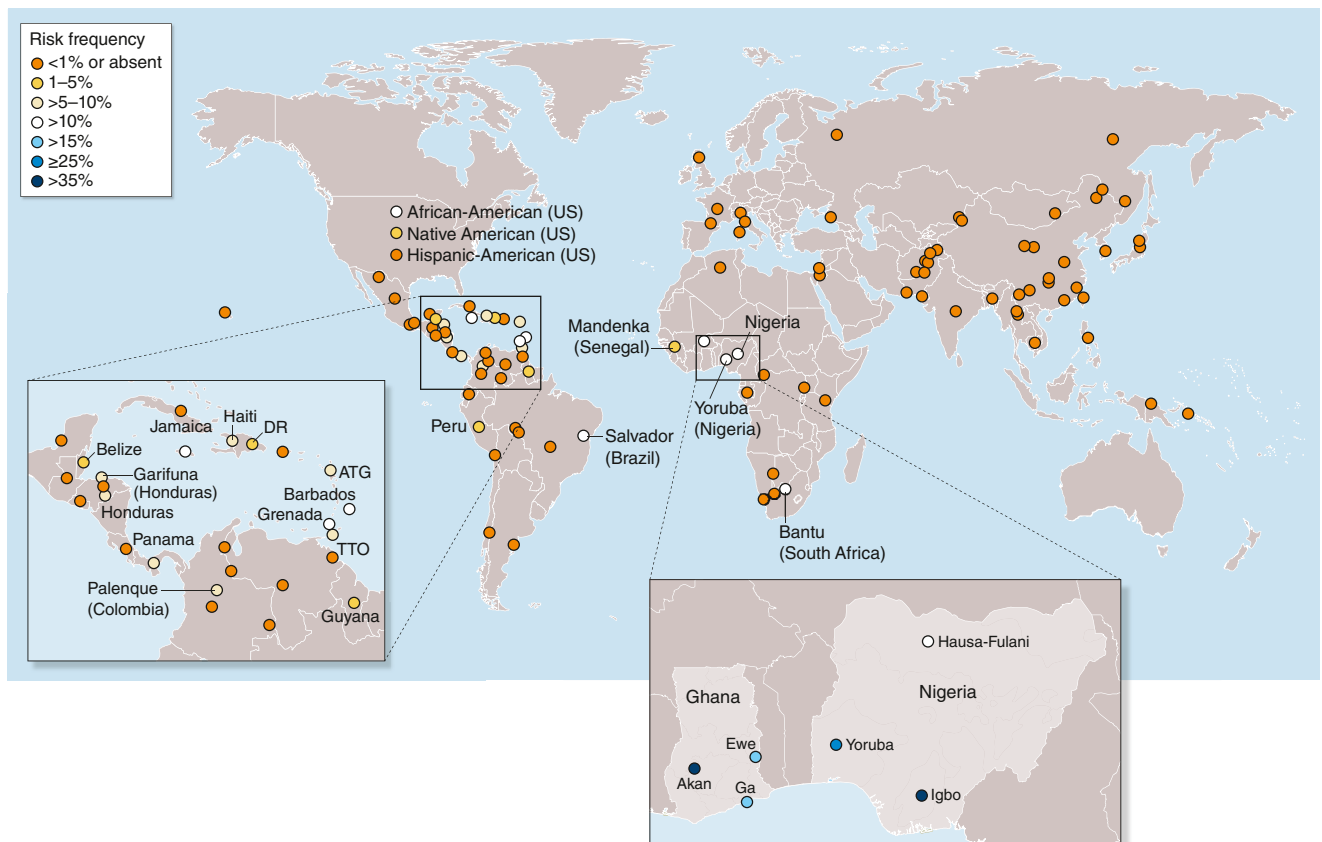 Risk frequency
<1% or absent
1–5%
>5–10%
>10%
>15%
≥25%
>35%
African-American (US)
Native American (US)
Hispanic-American (US)
Mandenka
(Senegal)
Nigeria
Yoruba
(Nigeria)
Peru
Salvador
(Brazil)
Bantu
(South Africa)
Jamaica
Haiti
DR
Belize
Garifuna
(Honduras)
Honduras
ATG
Barbados
Grenada
Panama
TTO
Palenque
(Colombia)
Guyana
Hausa-Fulani
Ghana
Nigeria
Ewe
Yoruba
Akan
Ga
Igbo